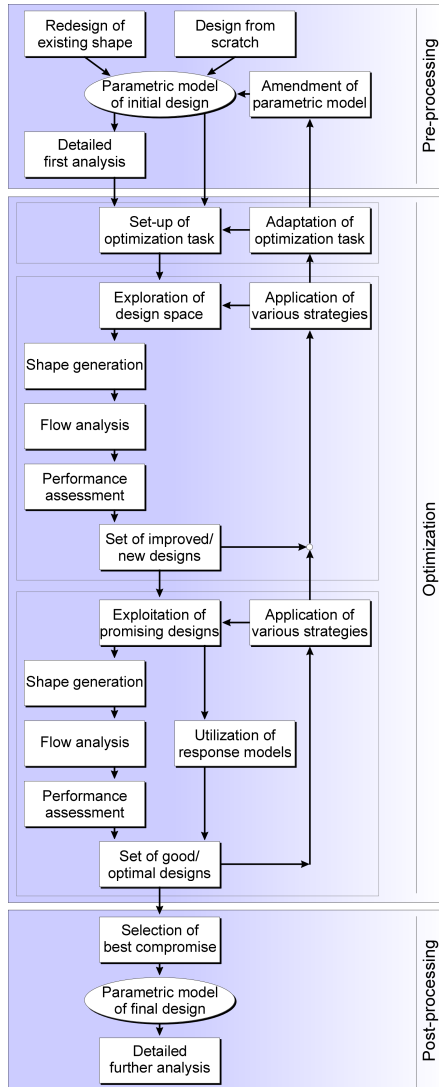 Redesign of
existing shape
Design from
scratch
Parametric model
of initial design
Amendment of
parametric model
Detailed
first analysis
Pre-processing
Set-up of
optimization task
Adaptation of
optimization task
Exploration of
design space
Application of
various strategies
Shape generation
Flow analysis
Performance
assessment
Set of improved/
new designs
Optimization
Exploitation of
promising designs
Application of
various strategies
Shape generation
Flow analysis
Utilization of
response models
Performance
assessment
Set of good/
optimal designs
Selection of
best compromise
Parametric model
of final design
Detailed
further analysis
Post-processing